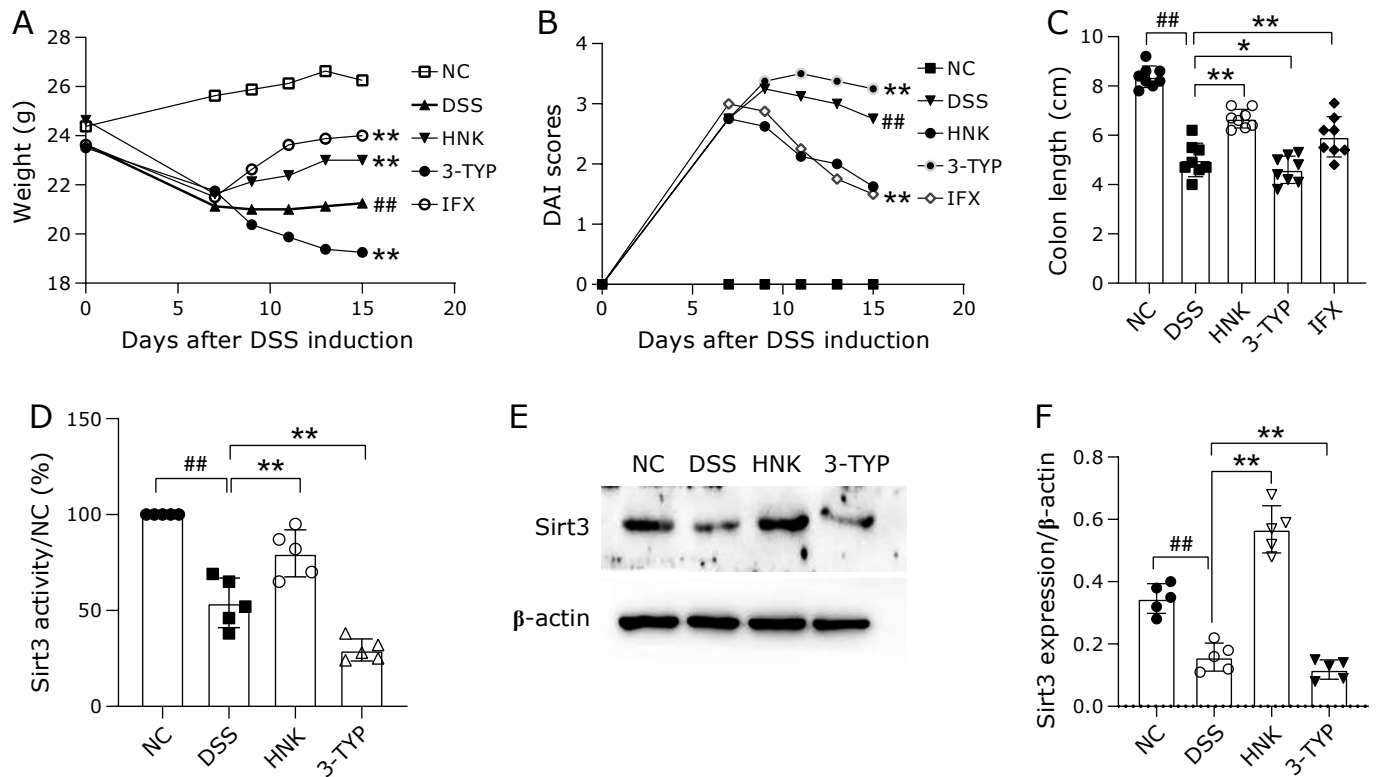 A
Weight (g)
28
26
24
22
20
18
0
5
10
15
20
Days after DSS induction
NC
DSS
HNK
3-TYP
IFX
**
**
##
**
B
DAI scores
4
3
2
1
0
0
5
10
15
20
Days after DSS induction
NC
DSS
HNK
3-TYP
IFX
**
##
**
C
Colon length (cm)
10
8
6
4
2
0
## **
*
**
NC DSS HNK 3-TYP IFX
D
Sirt3 activity/NC (%)
150
100
50
0
**
## **
NC DSS HNK 3-TYP
E
NC DSS HNK 3-TYP
Sirt3
β-actin
F
Sirt3 expression/β-actin
0.8
0.6
0.4
0.2
0.0
**
**
##
NC DSS HNK 3-TYP